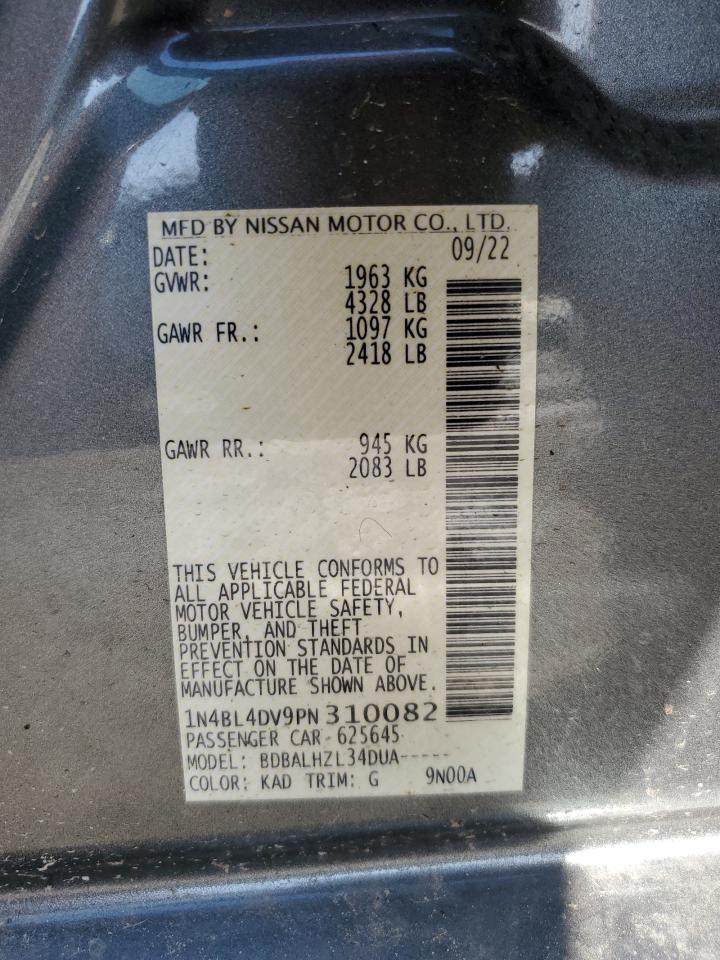 MFD BY NISSAN MOTOR CO., LTD.
DATE: 09/22
GVWR: 1963 KG
4328 LB
GAWR FR.: 1097 KG
2418 LB
GAWR RR.: 945 KG
2083 LB
THIS VEHICLE CONFORMS TO
ALL APPLICABLE FEDERAL
MOTOR VEHICLE SAFETY,
BUMPER, AND THEFT
PREVENTION STANDARDS IN
EFFECT ON THE DATE OF
MANUFACTURE SHOWN ABOVE.
1N4BL4DV9PN310082
PASSENGER CAR 625645
MODEL: BDBALHZL34DUA-----
COLOR: KAD TRIM: G 9N00A